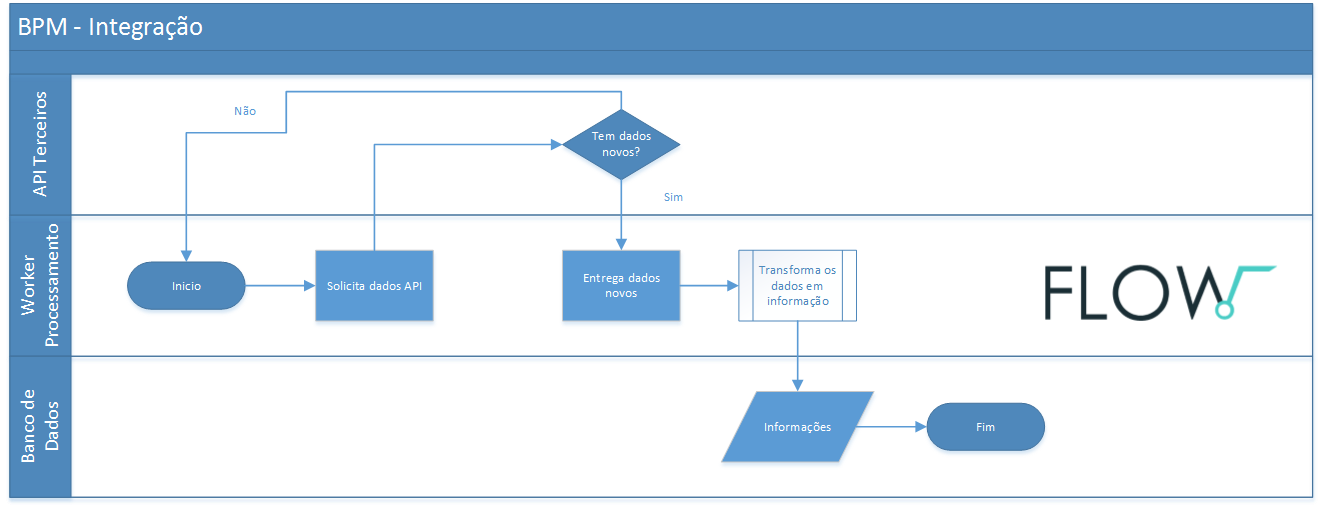 BPM - Integração
API Terceiros
Não
Tem dados
novos?
Sim
Worker
Processamento
Inicio
Solicita dados API
Entrega dados
novos
Transforma os
dados em
informação
FLOW
Banco de
Dados
Informações
Fim